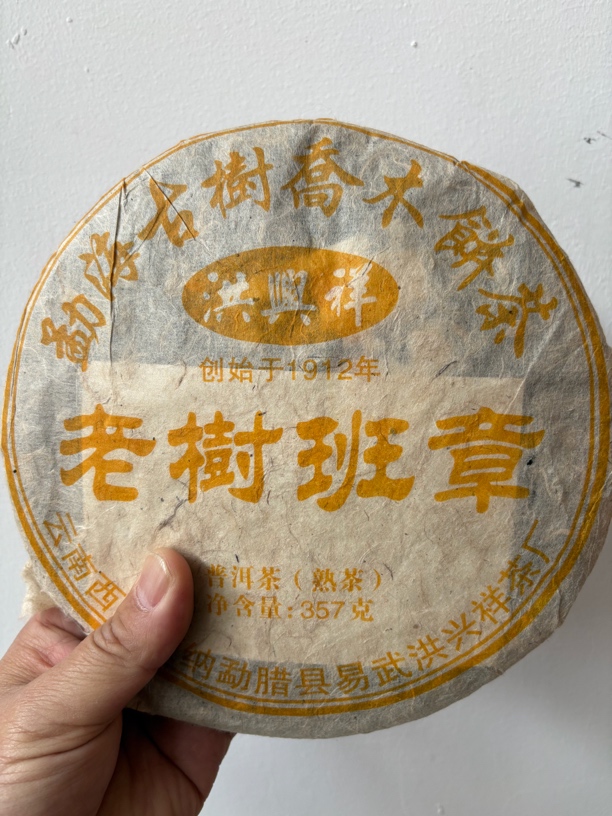 勐海古樹喬木餅茶
洪興祥
创始于1912年
老樹班章
普洱茶（熟茶）
净含量:357克
云南西 纳勐腊县易武洪兴祥茶厂